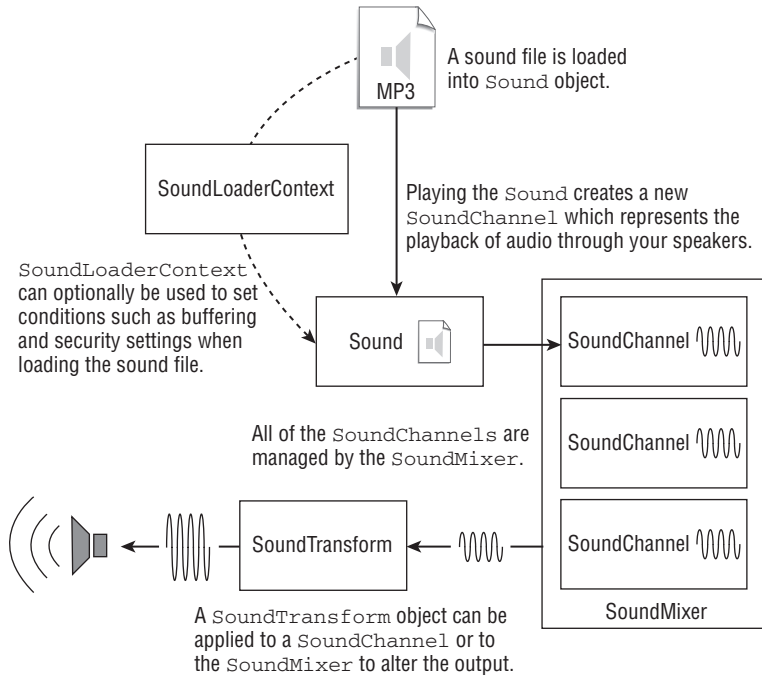 A sound file is loaded
into Sound object.
MP3
SoundLoaderContext
Playing the Sound creates a new
SoundChannel which represents the
playback of audio through your speakers.
SoundLoaderContext
can optionally be used to set
conditions such as buffering
and security settings when
loading the sound file.
Sound
SoundChannel
SoundChannel
SoundChannel
SoundMixer
All of the SoundChannels are
managed by the SoundMixer.
SoundTransform
A SoundTransform object can be
applied to a SoundChannel or to
the SoundMixer to alter the output.